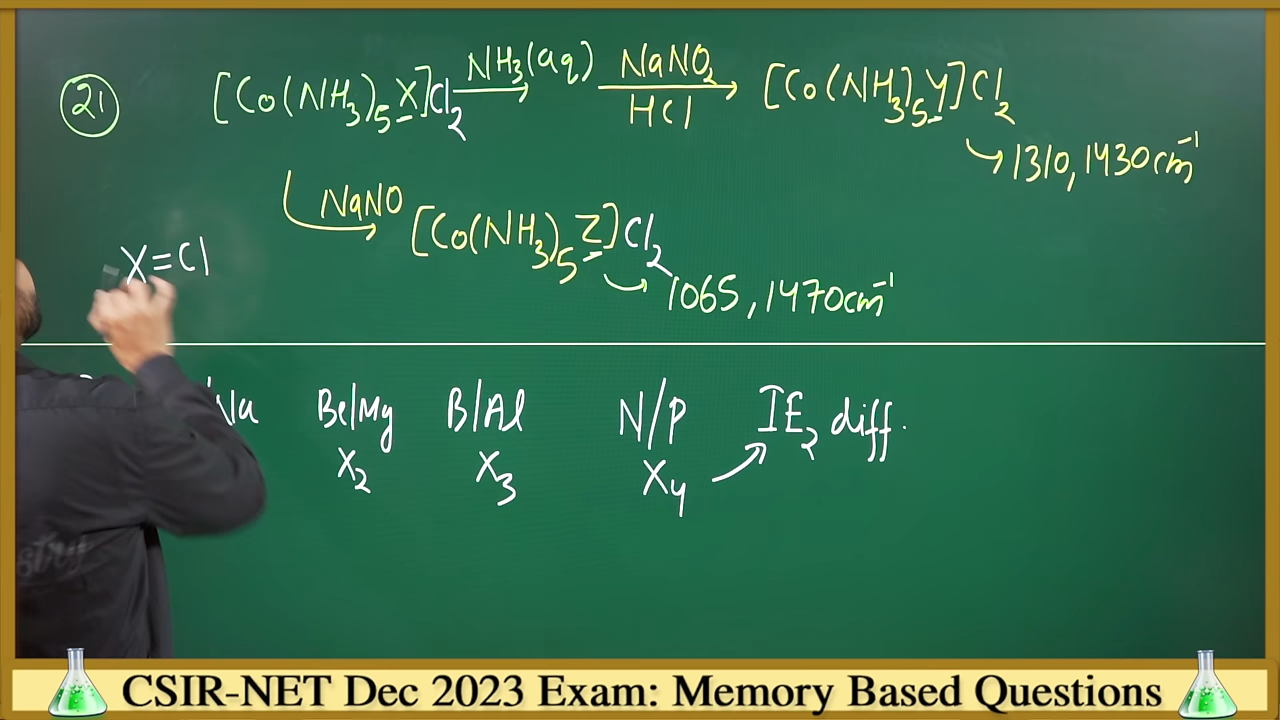 21 [Co(NH₃)₅X]Cl₂ NH₃(aq) → NaNO₂ / HCl → [Co(NH₃)₅Y]Cl₂
↳ 1310, 1430 cm⁻¹
NaNO → [Co(NH₃)₅Z]Cl₂
↳ 1065, 1470 cm⁻¹
X = Cl
/Na Be/Mg B/Al N/P IE₂ diff.
X₂ X₃ X₄
stry
CSIR-NET Dec 2023 Exam: Memory Based Questions